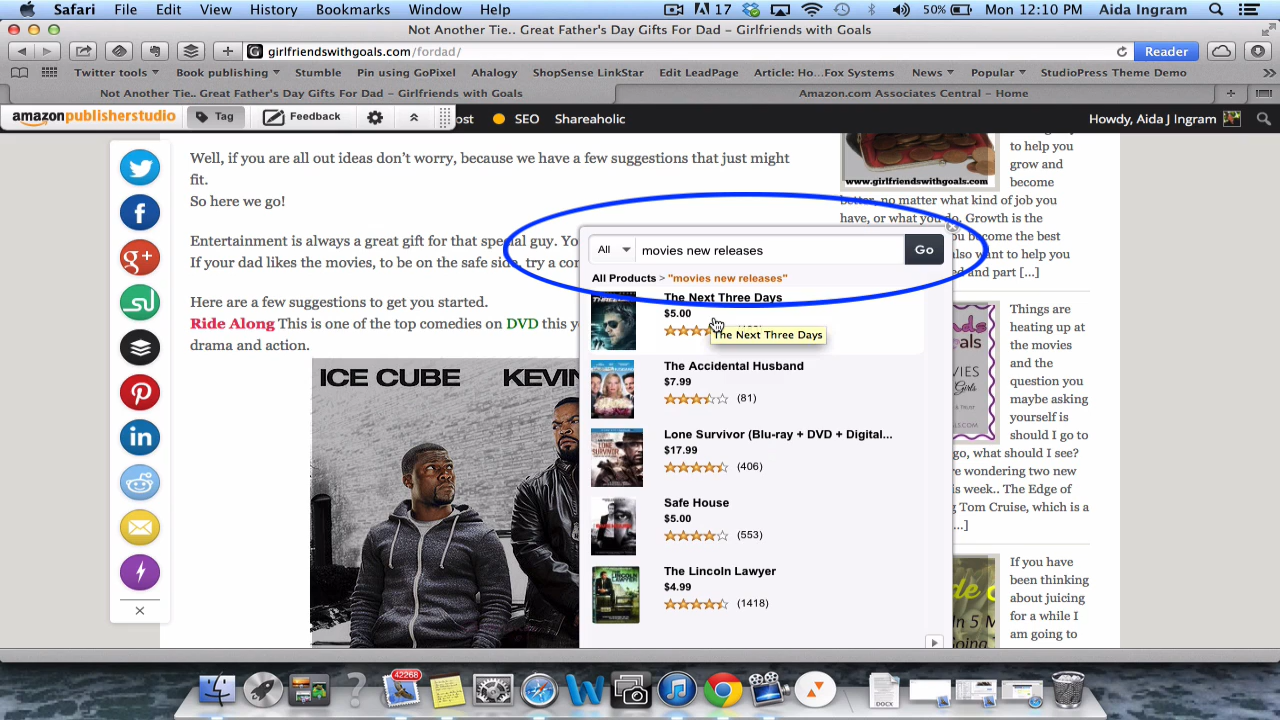 Safari File Edit View History Bookmarks Window Help 17 50% Mon 12:10 PM Aida Ingram
Not Another Tie.. Great Father's Day Gifts For Dad – Girlfriends with Goals
girlfriendswithgoals.com/fordad/ Reader
Twitter tools Book publishing Stumble Pin using GoPixel Ahalogy ShopSense LinkStar Edit LeadPage Article: Ho...Fox Systems News Popular StudioPress Theme Demo
Not Another Tie.. Great Father's Day Gifts For Dad – Girlfriends with Goals Amazon.com Associates Central – Home
amazonpublisherstudio Tag Feedback ost SEO Shareaholic Howdy, Aida J Ingram
Well, if you are all out ideas don't worry, because we have a few suggestions that just might
fit.
So here we go!
Entertainment is always a great gift for that special guy. Yo
If your dad likes the movies, to be on the safe side, try a con
Here are a few suggestions to get you started.
Ride Along This is one of the top comedies on DVD this y
drama and action.
ICE CUBE KEVIN
All movies new releases Go
All Products > "movies new releases"
The Next Three Days
$5.00
The Next Three Days
The Accidental Husband
$7.99
(81)
Lone Survivor (Blu-ray + DVD + Digital...
$17.99
(406)
Safe House
$5.00
(553)
The Lincoln Lawyer
$4.99
(1418)
www.girlfriendswithgoals.com
to help you
grow and
become
better, no matter what kind of job you
have, or what you do. Growth is the
ou become the best
also want to help you
d and part [...]
Things are
heating up at
the movies
and the
question you
maybe asking
yourself is
should I go to
go, what should I see?
re wondering two new
is week.. The Edge of
g Tom Cruise, which is a
...]
If you have
been thinking
about juicing
for a while I
am going to
42268
DOCX